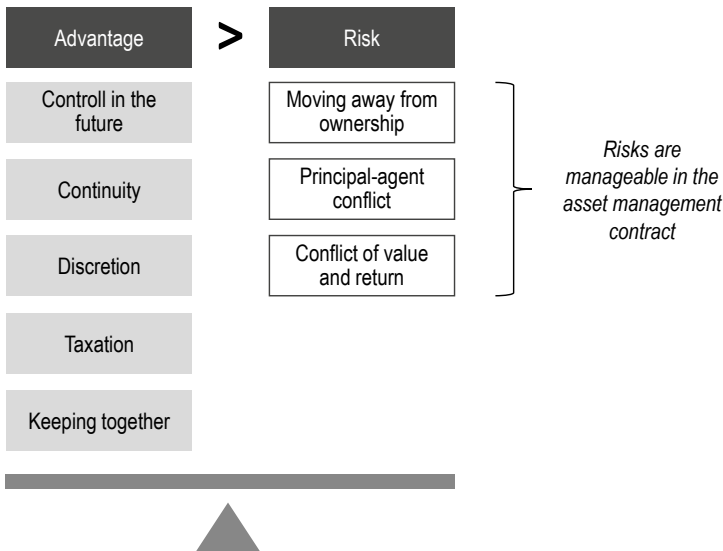 Advantage
>
Risk
Controll in the
future
Continuity
Discretion
Taxation
Keeping together
Moving away from
ownership
Principal-agent
conflict
Conflict of value
and return
Risks are
manageable in the
asset management
contract